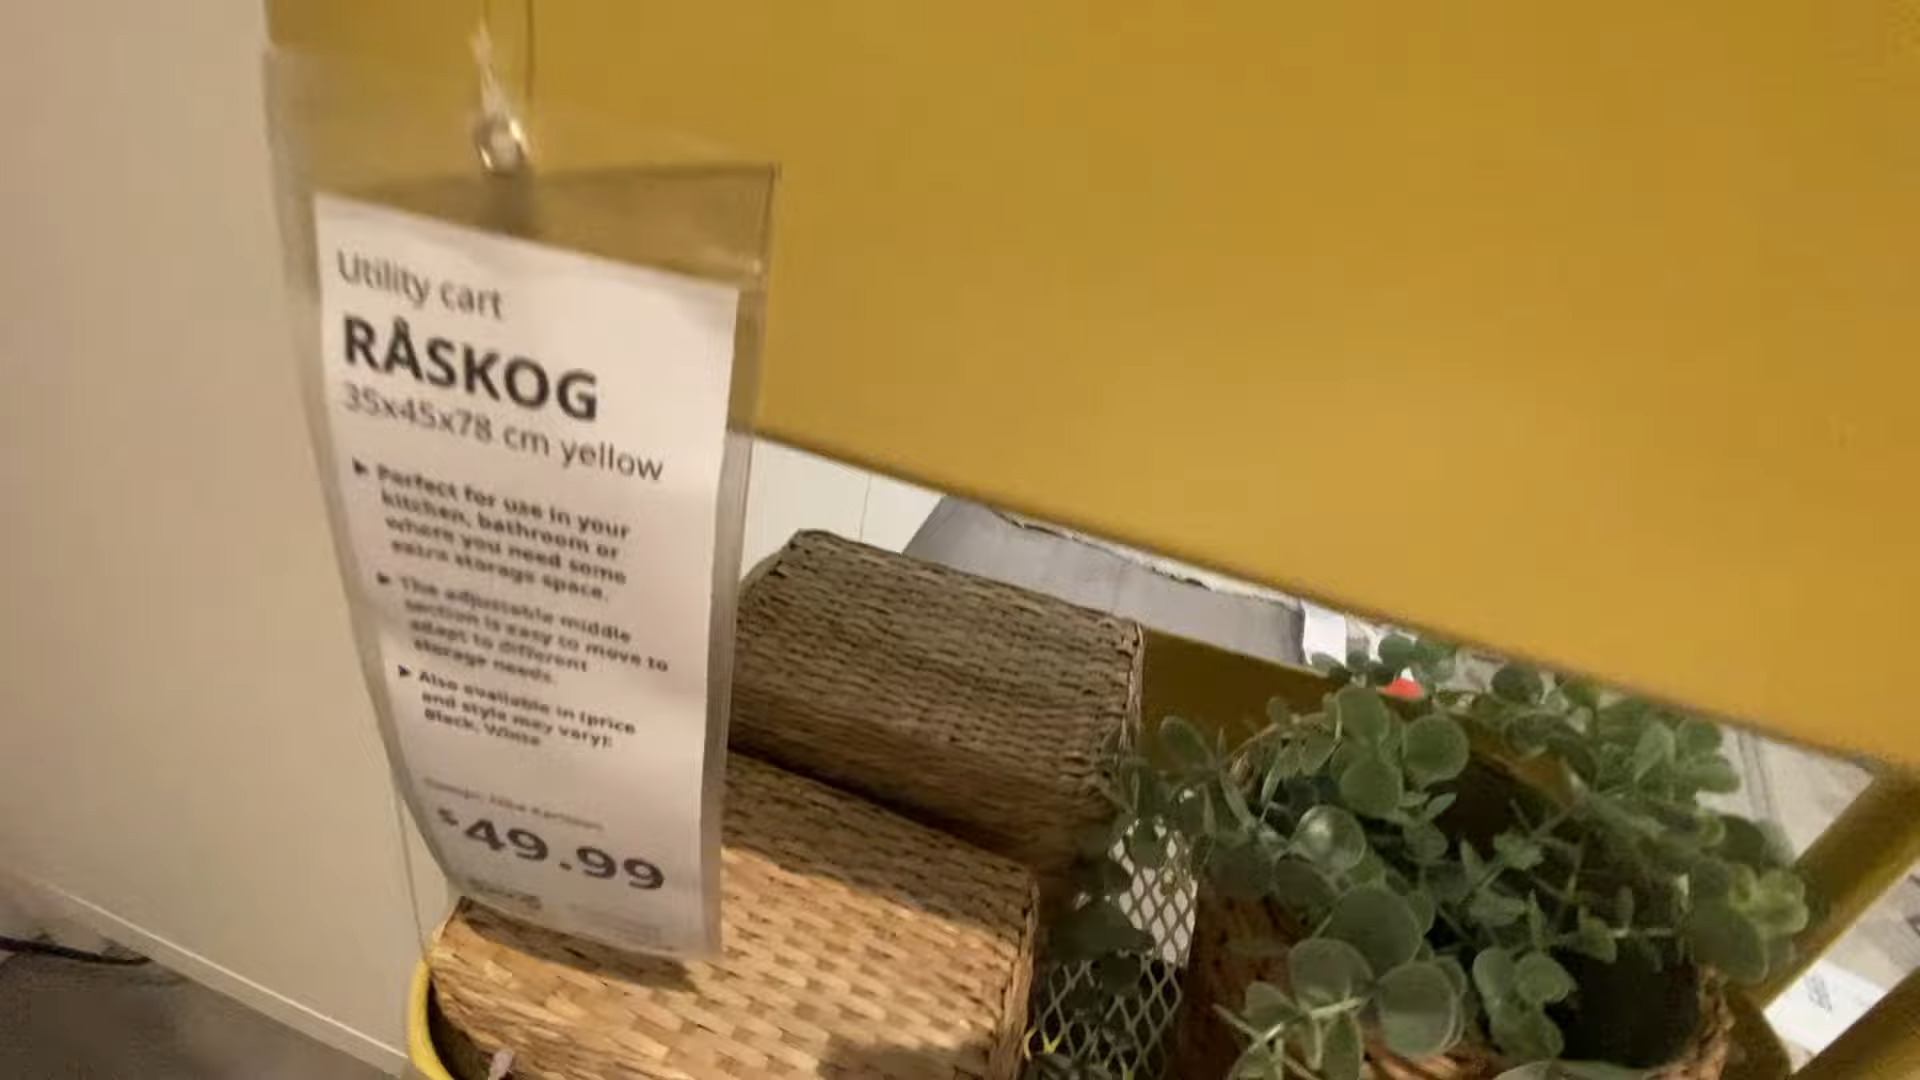 Utility cart
RÅSKOG
35x45x78 cm yellow
▶ Perfect for use in your
kitchen, bathroom or
where you need some
extra storage space.
▶ The adjustable middle
section is easy to move to
adapt to different
storage needs.
▶ Also available in (price
and style may vary):
Black, White
$49.99